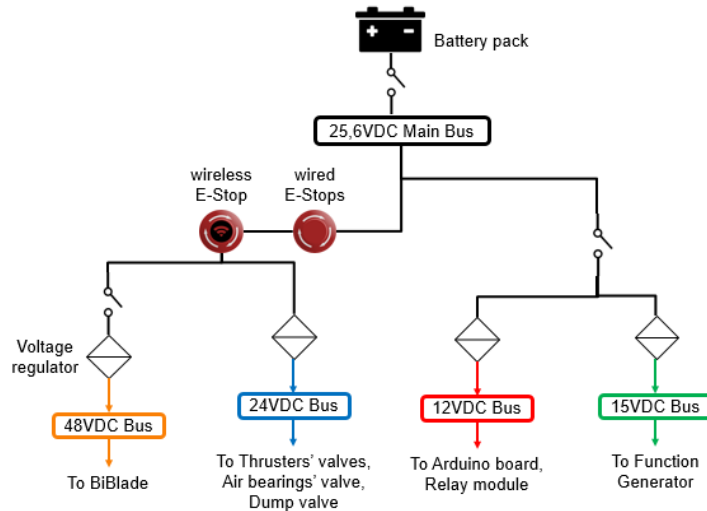 Battery pack
25,6VDC Main Bus
wireless
E-Stop
wired
E-Stops
Voltage
regulator
48VDC Bus
24VDC Bus
12VDC Bus
15VDC Bus
To BiBlade
To Thrusters' valves,
Air bearings' valve,
Dump valve
To Arduino board,
Relay module
To Function
Generator